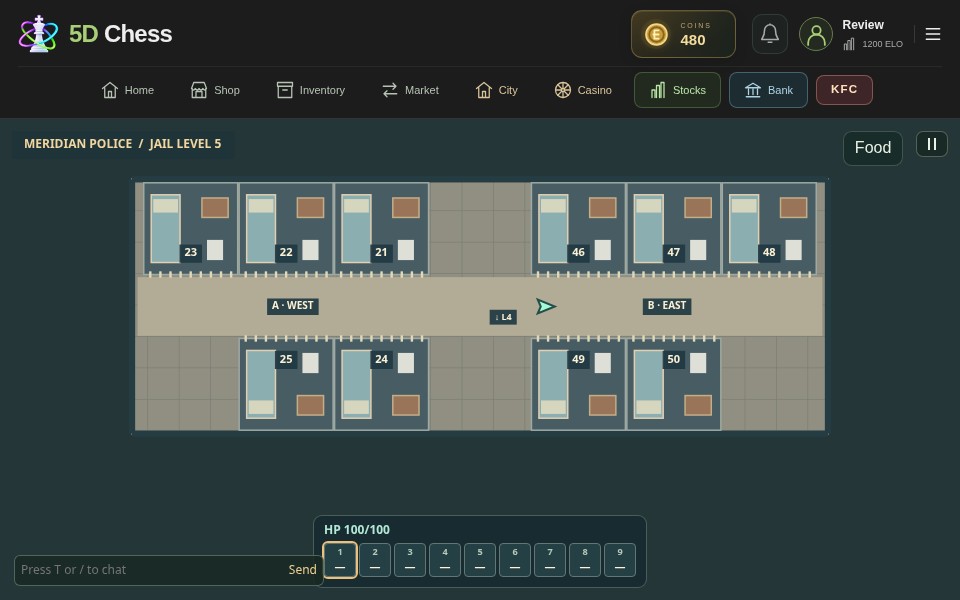 5D Chess
COINS
480
Review
1200 ELO
Home
Shop
Inventory
Market
City
Casino
Stocks
Bank
KFC
MERIDIAN POLICE / JAIL LEVEL 5
Food
23
22
21
46
47
48
A · WEST
↓ L4
B · EAST
25
24
49
50
HP 100/100
1
—
2
—
3
—
4
—
5
—
6
—
7
—
8
—
9
—
Press T or / to chat
Send